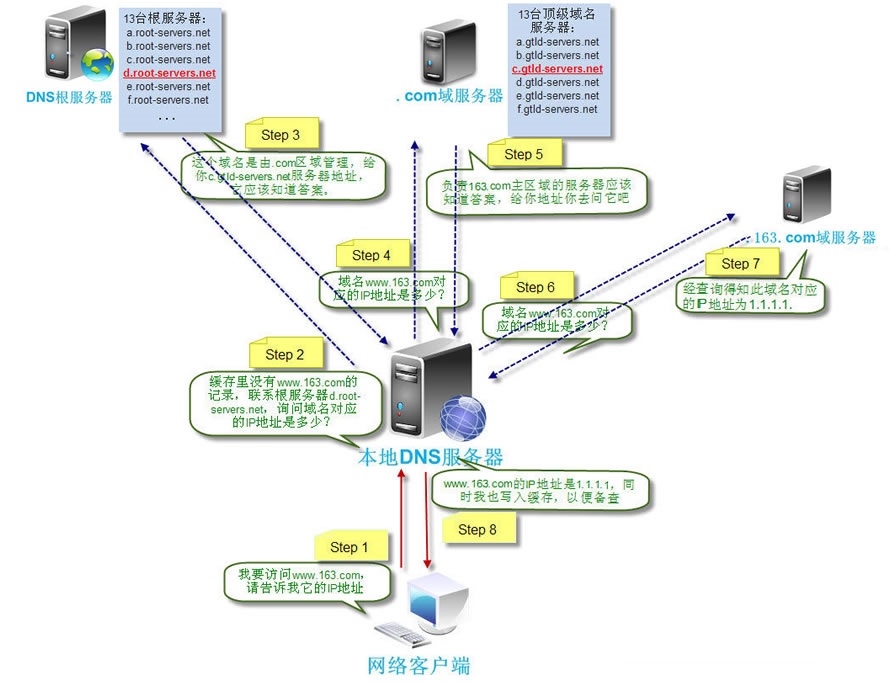 13台根服务器：
a.root-servers.net
b.root-servers.net
c.root-servers.net
d.root-servers.net
e.root-servers.net
f.root-servers.net
...
DNS根服务器
13台顶级域名
服务器：
a.gtld-servers.net
b.gtld-servers.net
c.gtld-servers.net
d.gtld-servers.net
e.gtld-servers.net
f.gtld-servers.net
.com域服务器
Step 3
这个域名是由.com区域管理，给
你c.gtld-servers.net服务器地址，
它应该知道答案。
Step 5
负责163.com主区域的服务器应该
知道答案，给你地址你去问它吧
.163.com域服务器
Step 4
域名www.163.com对
应的IP地址是多少？
Step 6
域名www.163.com对
应的IP地址是多少？
Step 7
经查询得知此域名对应
的IP地址为1.1.1.1.
Step 2
缓存里没有www.163.com的
记录，联系根服务器d.root-
servers.net，询问域名对应
的IP地址是多少？
本地DNS服务器
www.163.com的IP地址是1.1.1.1，同
时我也写入缓存，以便备查
Step 8
Step 1
我要访问www.163.com，
请告诉我它的IP地址
网络客户端